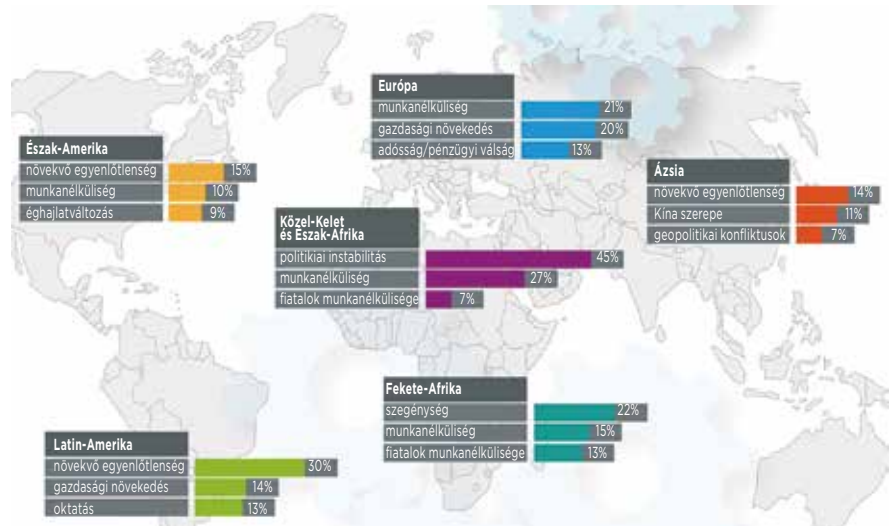 Európa
munkanélküliség 21%
gazdasági növekedés 20%
adósság/pénzügyi válság 13%
Észak-Amerika
növekvő egyenlőtlenség 15%
munkanélküliség 10%
éghajlatváltozás 9%
Ázsia
növekvő egyenlőtlenség 14%
Kína szerepe 11%
geopolitikai konfliktusok 7%
Közel-Kelet
és Észak-Afrika
politikiai instabilitás 45%
munkanélküliség 27%
fiatalok munkanélkülisége 7%
Fekete-Afrika
szegénység 22%
munkanélküliség 15%
fiatalok munkanélkülisége 13%
Latin-Amerika
növekvő egyenlőtlenség 30%
gazdasági növekedés 14%
oktatás 13%